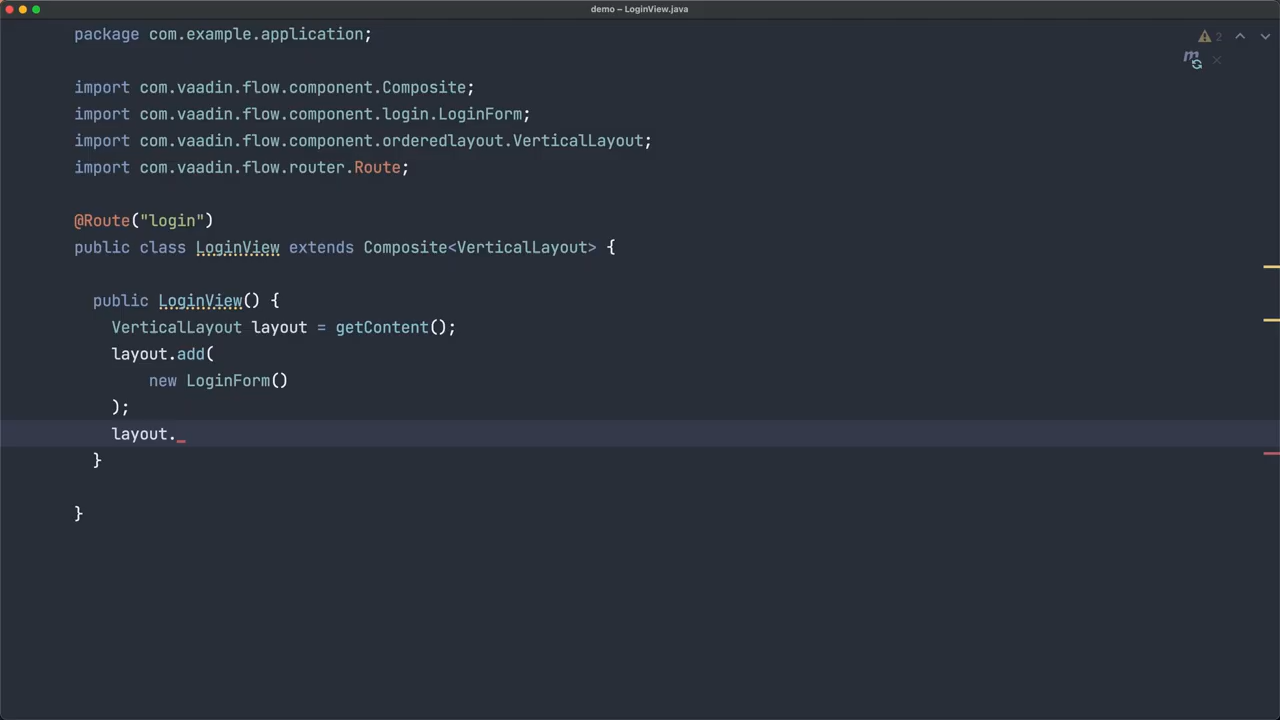 demo – LoginView.java
package com.example.application;
2
import com.vaadin.flow.component.Composite;
import com.vaadin.flow.component.login.LoginForm;
import com.vaadin.flow.component.orderedlayout.VerticalLayout;
import com.vaadin.flow.router.Route;
@Route("login")
public class LoginView extends Composite<VerticalLayout> {
public LoginView() {
VerticalLayout layout = getContent();
layout.add(
new LoginForm()
);
layout.
}
}